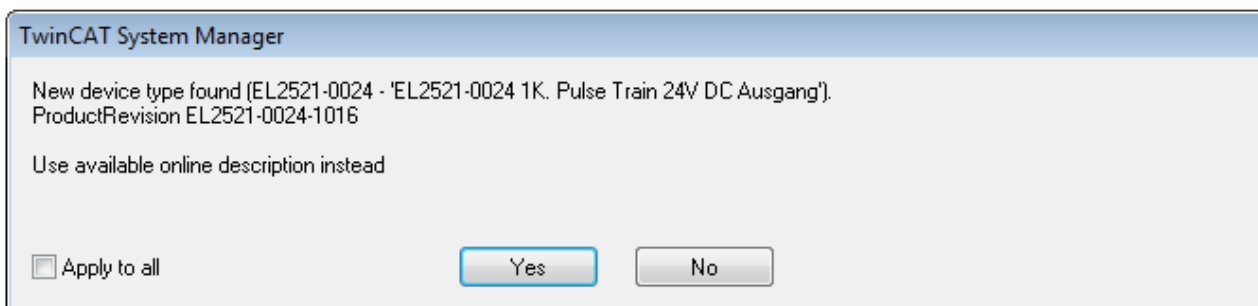 TwinCAT System Manager
New device type found (EL2521-0024 - 'EL2521-0024 1K. Pulse Train 24V DC Ausgang').
ProductRevision EL2521-0024-1016
Use available online description instead
Apply to all
Yes
No